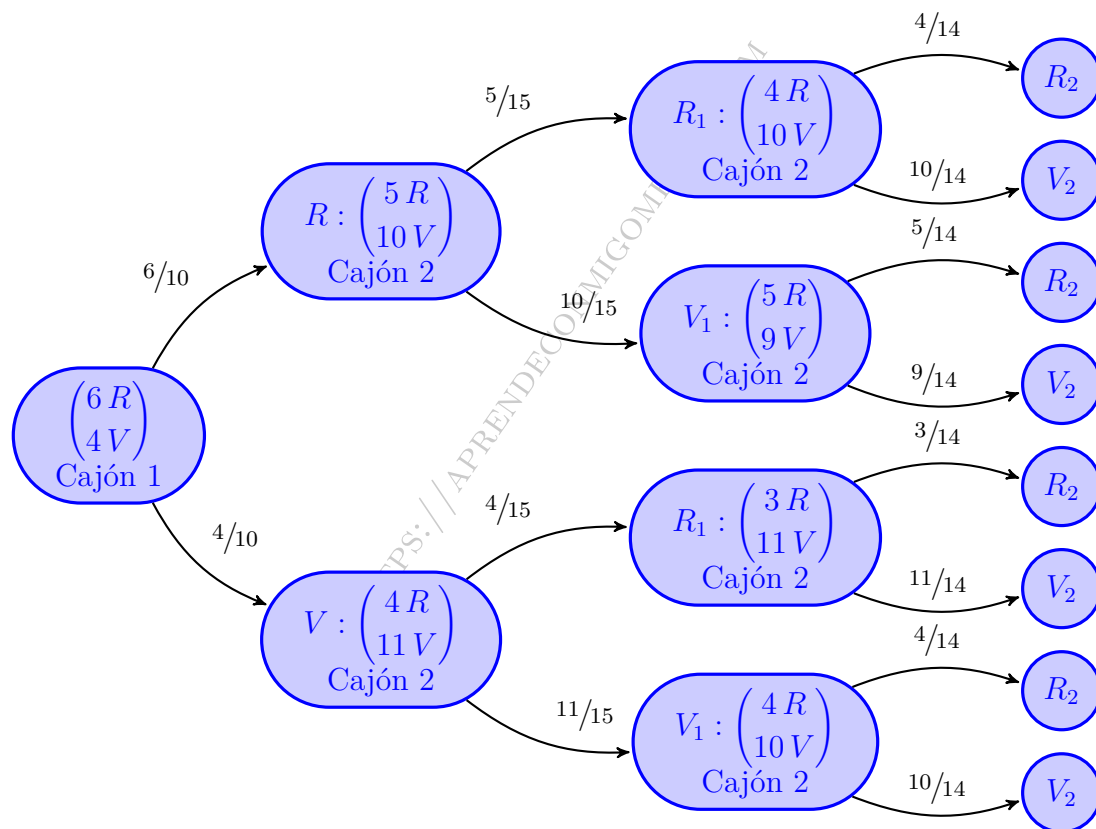 (6 R
4 V)
Cajón 1
6/10
4/10
R : (5 R
10 V)
Cajón 2
V : (4 R
11 V)
Cajón 2
5/15
10/15
4/15
11/15
R₁ : (4 R
10 V)
Cajón 2
V₁ : (5 R
9 V)
Cajón 2
R₁ : (3 R
11 V)
Cajón 2
V₁ : (4 R
10 V)
Cajón 2
4/14
R₂
10/14
V₂
5/14
R₂
9/14
V₂
3/14
R₂
11/14
V₂
4/14
R₂
10/14
V₂